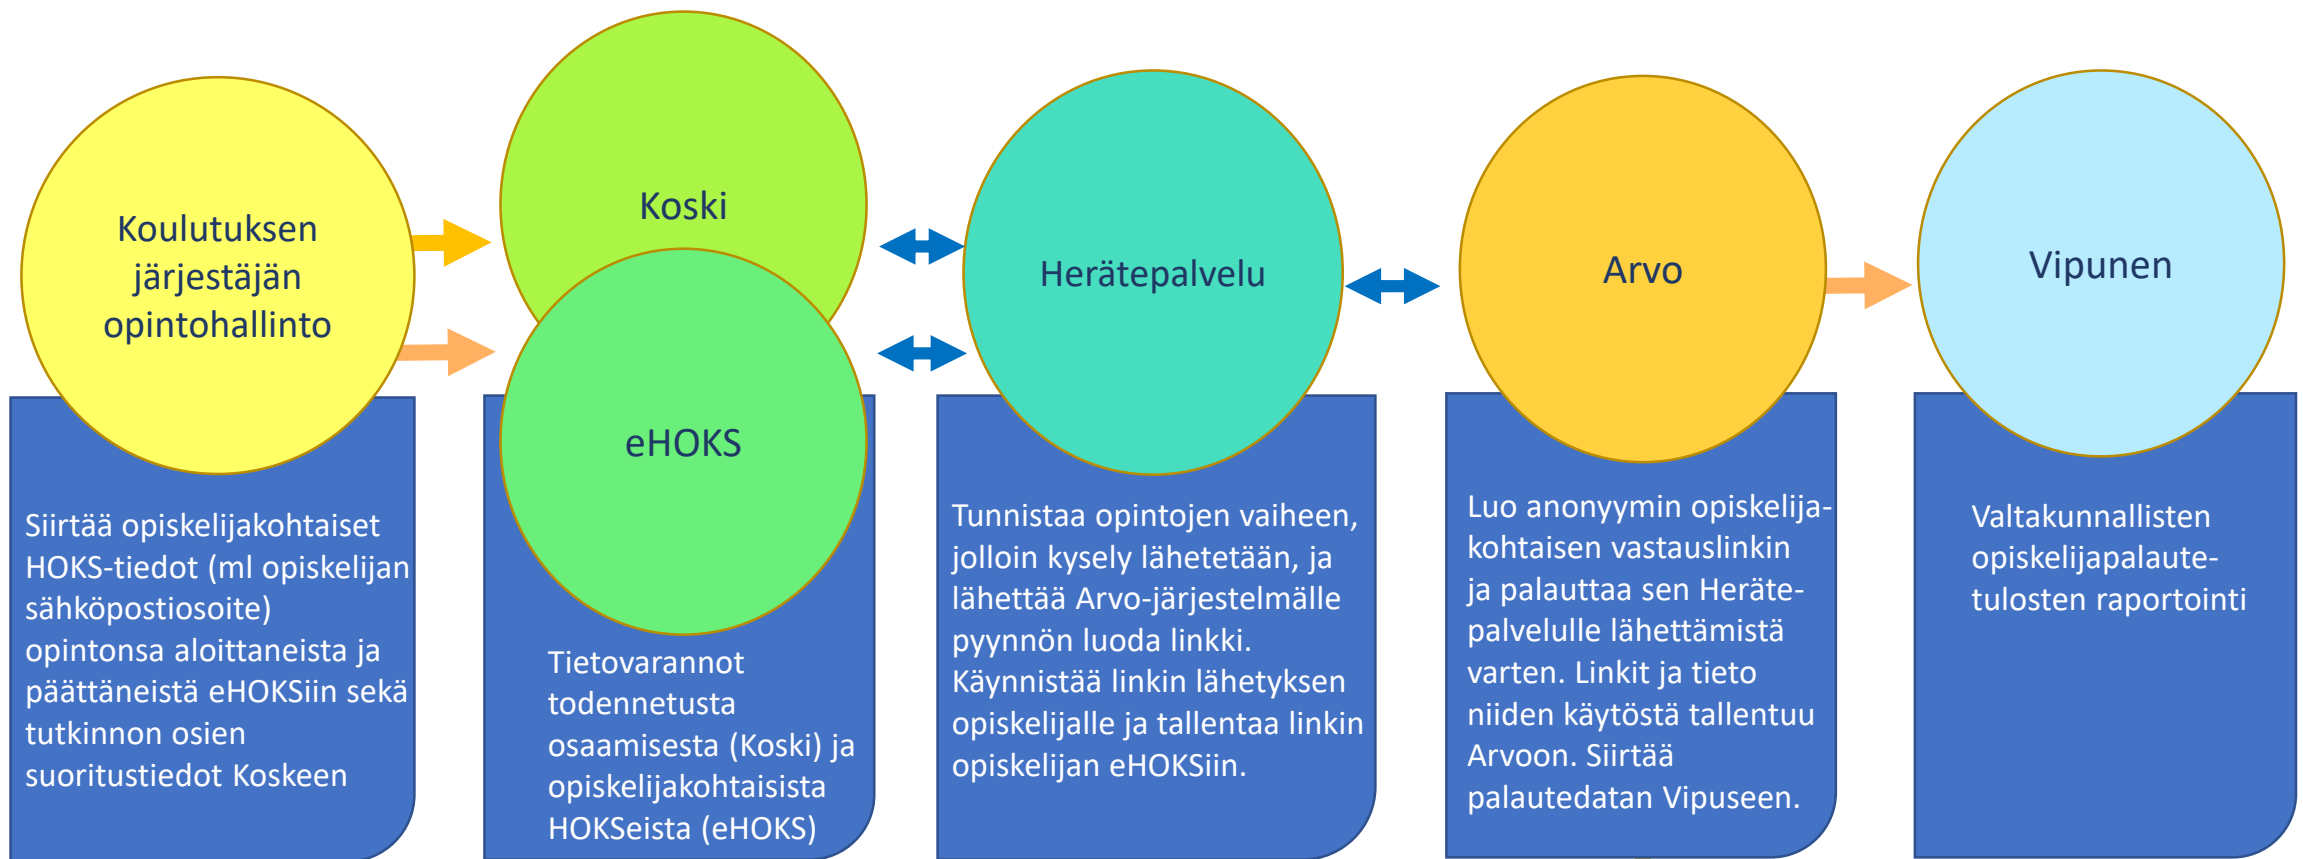 Koulutuksen
järjestäjän
opintohallinto
Siirtää opiskelijakohtaiset
HOKS-tiedot (ml opiskelijan
sähköpostiosoite)
opintonsa aloittaneista ja
päättäneistä eHOKSiin sekä
tutkinnon osien
suoritustiedot Koskeen
Koski
eHOKS
Tietovarannot
todennetusta
osaamisesta (Koski) ja
opiskelijakohtaisista
HOKSeista (eHOKS)
Herätepalvelu
Tunnistaa opintojen vaiheen,
jolloin kysely lähetetään, ja
lähettää Arvo-järjestelmälle
pyynnön luoda linkki.
Käynnistää linkin lähetyksen
opiskelijalle ja tallentaa linkin
opiskelijan eHOKSiin.
Arvo
Luo anonyymin opiskelija-
kohtaisen vastauslinkin
ja palauttaa sen Heräte-
palvelulle lähettämistä
varten. Linkit ja tieto
niiden käytöstä tallentuu
Arvoon. Siirtää
palautedatan Vipuseen.
Vipunen
Valtakunnallisten
opiskelijapalaute-
tulosten raportointi